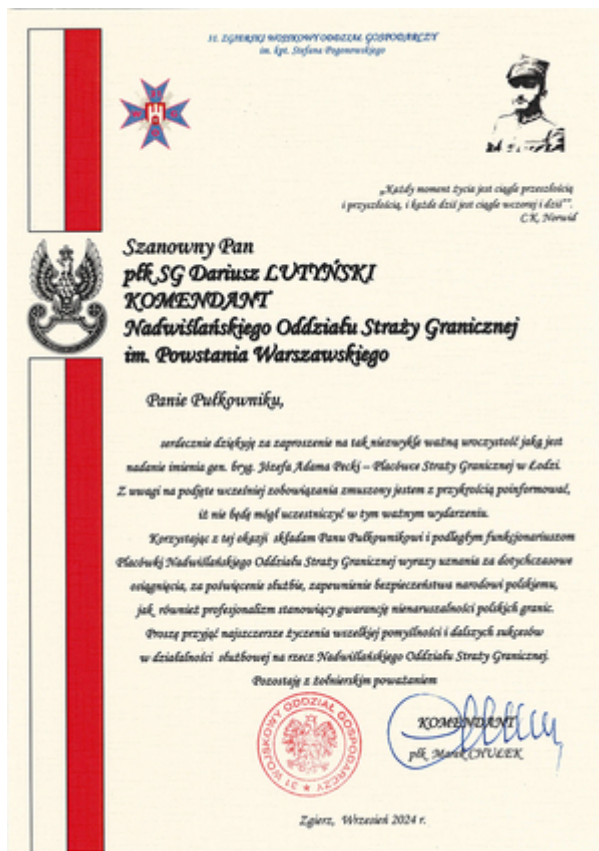 31. ZGIERSKI WOJSKOWY ODDZIAŁ GOSPODARCZY
im. kpt. Stefana Pogonowskiego
„Każdy moment życia jest ciągle przeszłością
i przyszłością, i każde dziś jest ciągle wczoraj i dziś"”.
C.K. Norwid
Szanowny Pan
płk SG Dariusz LUTYŃSKI
KOMENDANT
Nadwiślańskiego Oddziału Straży Granicznej
im. Powstania Warszawskiego
Panie Pułkowniku,
serdecznie dziękuję za zaproszenie na tak niezwykle ważną uroczystość jaką jest
nadanie imienia gen. bryg. Józefa Adama Pecki – Placówce Straży Granicznej w Łodzi.
Z uwagi na podjęte wcześniej zobowiązania zmuszony jestem z przykrością poinformować,
iż nie będę mógł uczestniczyć w tym ważnym wydarzeniu.
Korzystając z tej okazji składam Panu Pułkownikowi i podległym funkcjonariuszom
Placówki Nadwiślańskiego Oddziału Straży Granicznej wyrazy uznania za dotychczasowe
osiągnięcia, za poświęcenie służbie, zapewnienie bezpieczeństwa narodowi polskiemu,
jak również profesjonalizm stanowiący gwarancję nienaruszalności polskich granic.
Proszę przyjąć najszczersze życzenia wszelkiej pomyślności i dalszych sukcesów
w działalności służbowej na rzecz Nadwiślańskiego Oddziału Straży Granicznej.
Pozostaję z żołnierskim poważaniem
31 WOJSKOWY ODDZIAŁ GOSPODARCZY
KOMENDANT
płk Marek CHUŁEK
Zgierz, Wrzesień 2024 r.